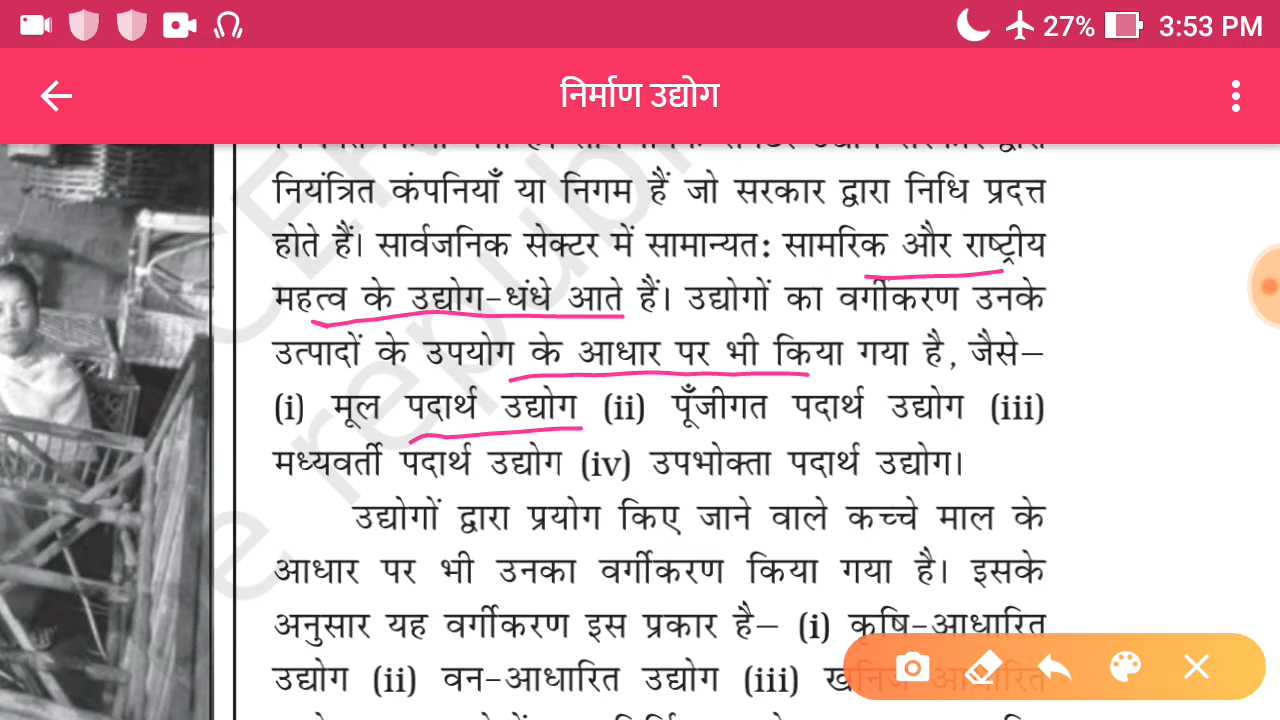 27% 3:53 PM
निर्माण उद्योग
नियंत्रित कंपनियाँ या निगम हैं जो सरकार द्वारा निधि प्रदत्त
होते हैं। सार्वजनिक सेक्टर में सामान्यत: सामरिक और राष्ट्रीय
महत्व के उद्योग-धंधे आते हैं। उद्योगों का वर्गीकरण उनके
उत्पादों के उपयोग के आधार पर भी किया गया है, जैसे–
(i) मूल पदार्थ उद्योग (ii) पूँजीगत पदार्थ उद्योग (iii)
मध्यवर्ती पदार्थ उद्योग (iv) उपभोक्ता पदार्थ उद्योग।
उद्योगों द्वारा प्रयोग किए जाने वाले कच्चे माल के
आधार पर भी उनका वर्गीकरण किया गया है। इसके
अनुसार यह वर्गीकरण इस प्रकार है– (i) कृषि-आधारित
उद्योग (ii) वन-आधारित उद्योग (iii) खनिज आधारित